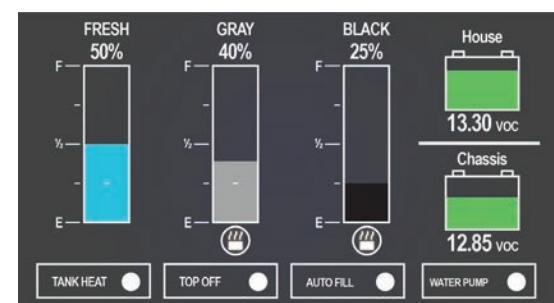 FRESH
50%
F
½
E
GRAY
40%
F
½
E
BLACK
25%
F
½
E
House
13.30 VDC
Chassis
12.85 VDC
TANK HEAT
TOP OFF
AUTO FILL
WATER PUMP